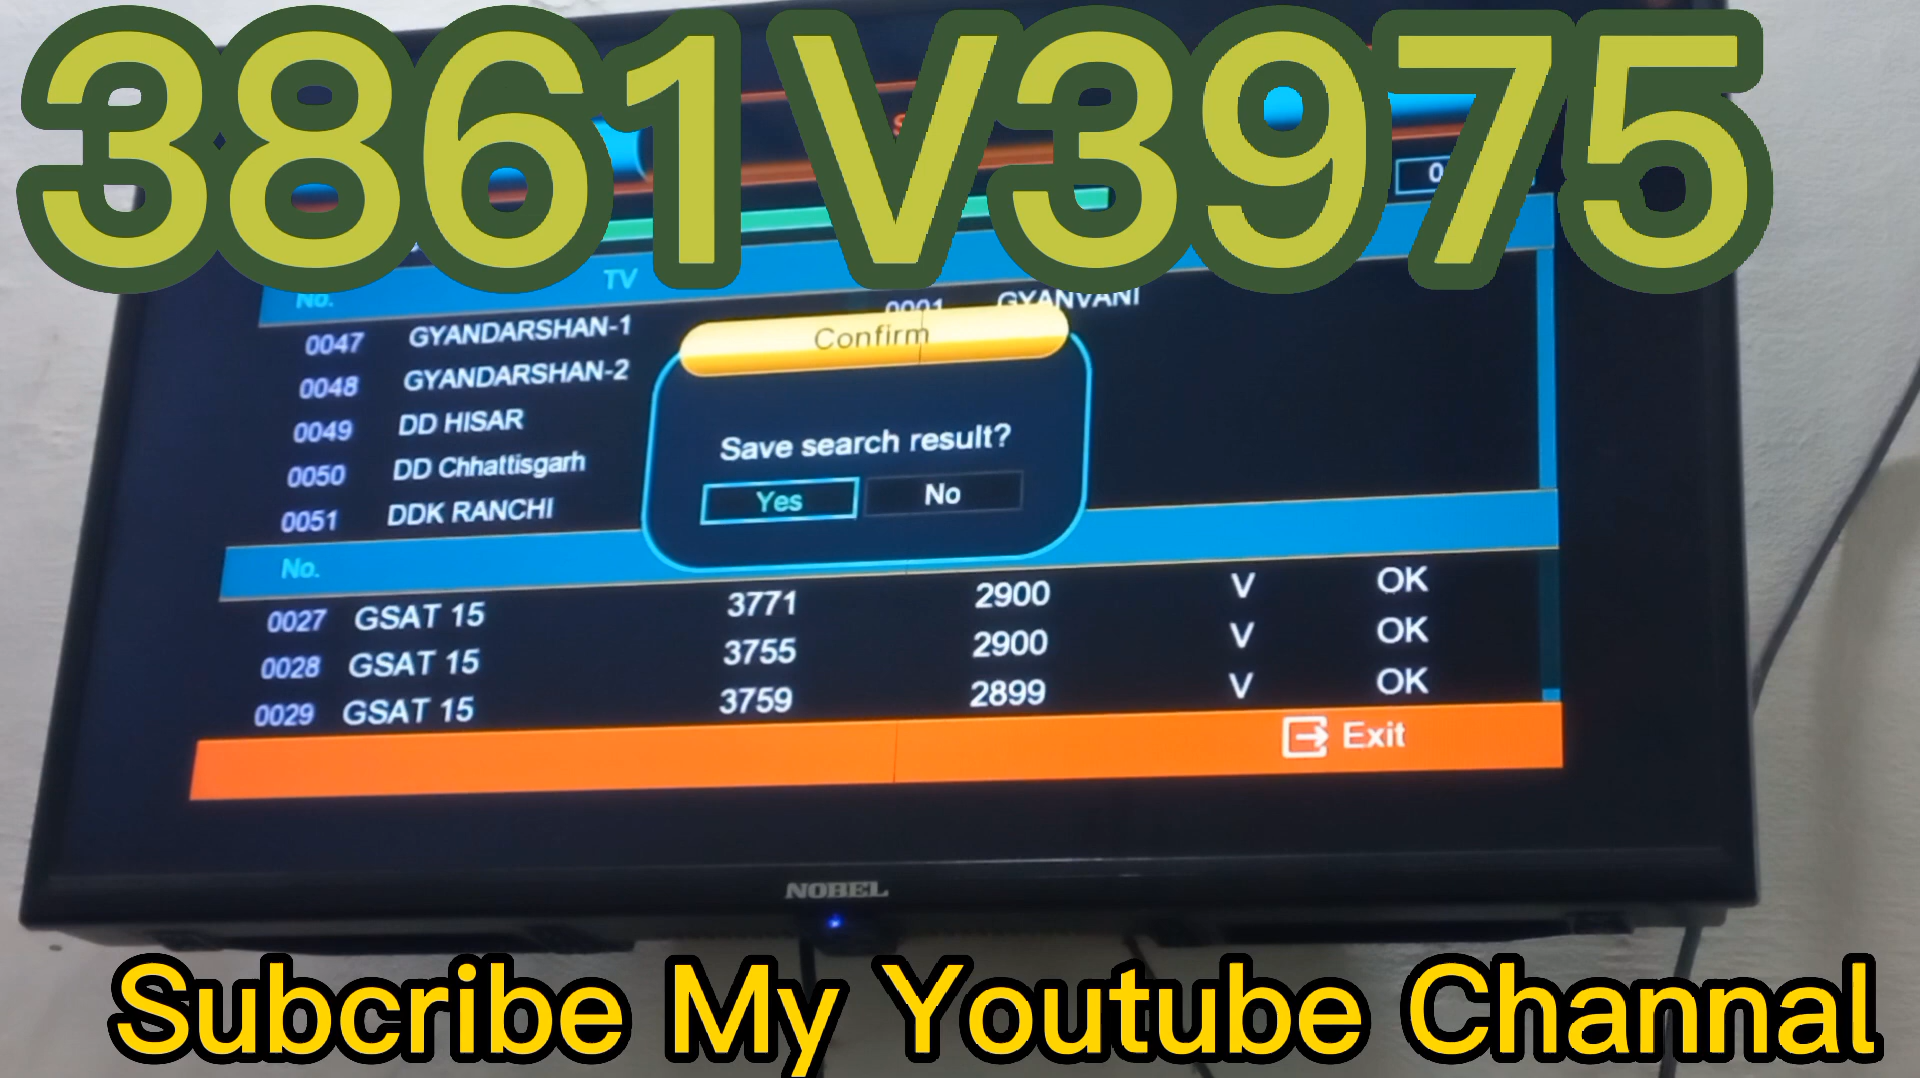 3861V3975
No. TV
0001 GYANVANI
0047 GYANDARSHAN-1
0048 GYANDARSHAN-2
0049 DD HISAR
0050 DD Chhattisgarh
0051 DDK RANCHI
Confirm
Save search result?
Yes No
No.
0027 GSAT 15 3771 2900 V OK
0028 GSAT 15 3755 2900 V OK
0029 GSAT 15 3759 2899 V OK
Exit
NOBEL
Subcribe My Youtube Channal